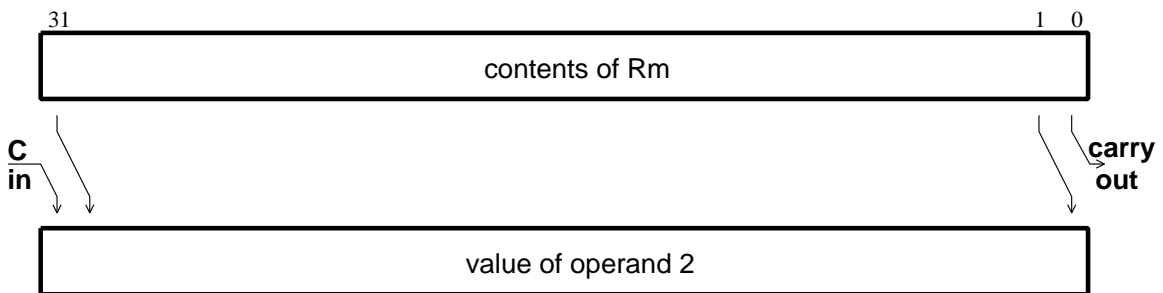 31 1 0
contents of Rm
C
in
carry
out
value of operand 2